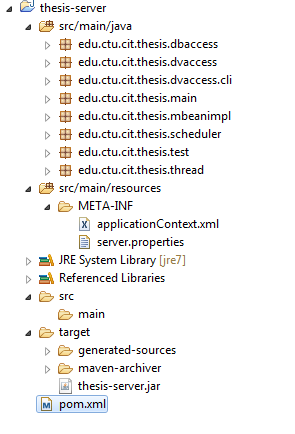 thesis-server
src/main/java
edu.ctu.cit.thesis.dbaccess
edu.ctu.cit.thesis.dvaccess
edu.ctu.cit.thesis.dvaccess.cli
edu.ctu.cit.thesis.main
edu.ctu.cit.thesis.mbeanimpl
edu.ctu.cit.thesis.scheduler
edu.ctu.cit.thesis.test
edu.ctu.cit.thesis.thread
src/main/resources
META-INF
applicationContext.xml
server.properties
JRE System Library [jre7]
Referenced Libraries
src
main
target
generated-sources
maven-archiver
thesis-server.jar
pom.xml